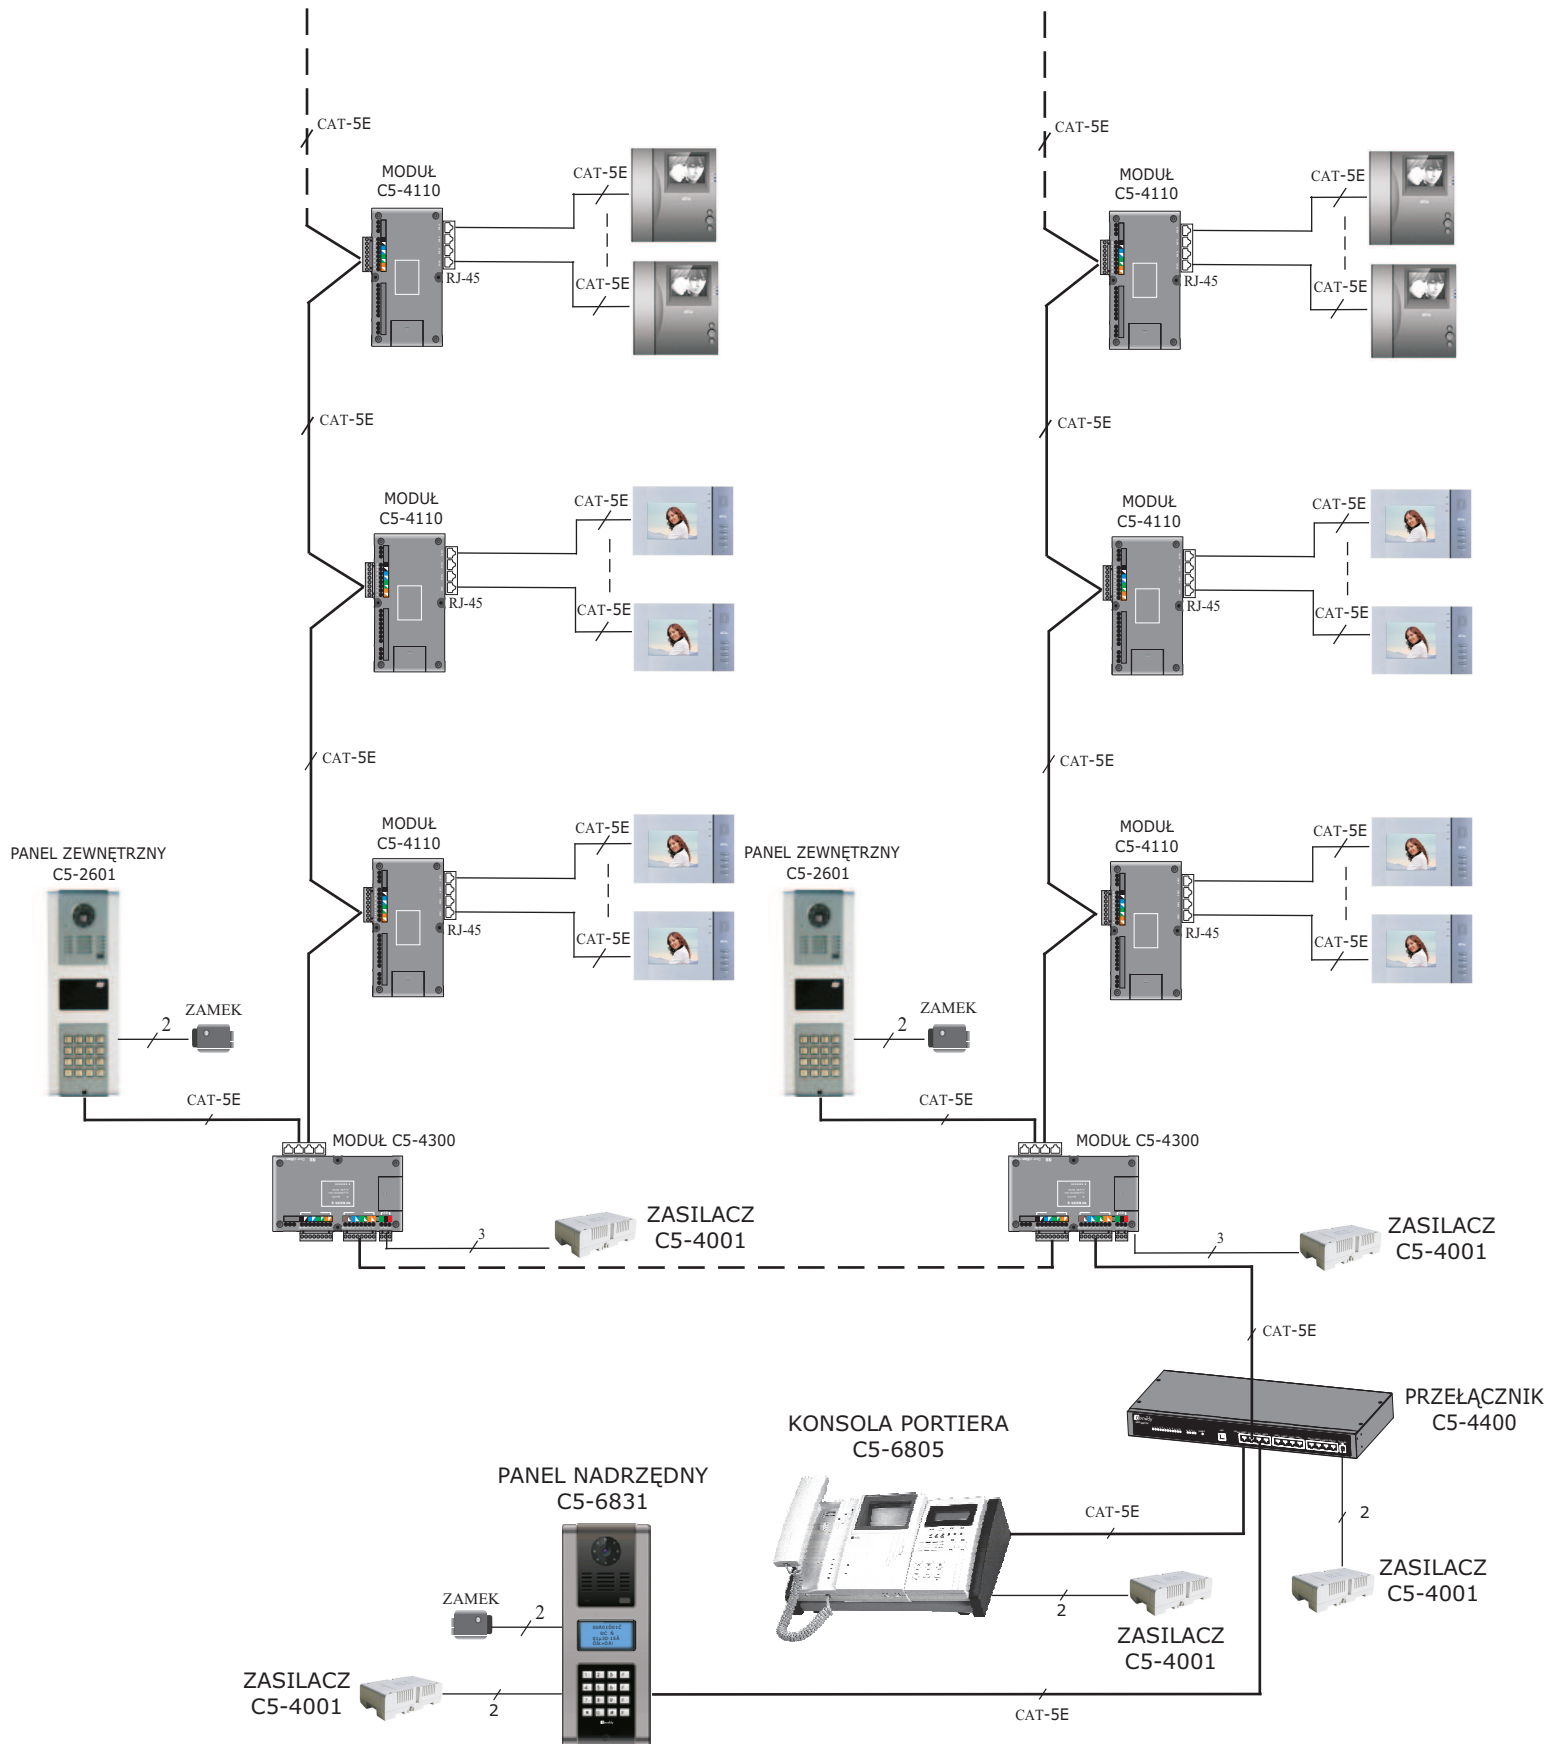 CAT-5E
CAT-5E
MODUŁ
C5-4110
CAT-5E
CAT-5E
RJ-45
MODUŁ
C5-4110
CAT-5E
CAT-5E
RJ-45
CAT-5E
CAT-5E
MODUŁ
C5-4110
CAT-5E
CAT-5E
RJ-45
MODUŁ
C5-4110
CAT-5E
CAT-5E
RJ-45
CAT-5E
CAT-5E
MODUŁ
C5-4110
CAT-5E
CAT-5E
RJ-45
MODUŁ
C5-4110
CAT-5E
CAT-5E
RJ-45
PANEL ZEWNĘTRZNY
C5-2601
2
ZAMEK
CAT-5E
PANEL ZEWNĘTRZNY
C5-2601
2
ZAMEK
CAT-5E
MODUŁ C5-4300
MODUŁ C5-4300
3
ZASILACZ
C5-4001
3
ZASILACZ
C5-4001
CAT-5E
PRZEŁĄCZNIK
C5-4400
KONSOLA PORTIERA
C5-6805
CAT-5E
2
ZASILACZ
C5-4001
2
ZASILACZ
C5-4001
PANEL NADRZĘDNY
C5-6831
ZAMEK
2
ZASILACZ
C5-4001
2
CAT-5E